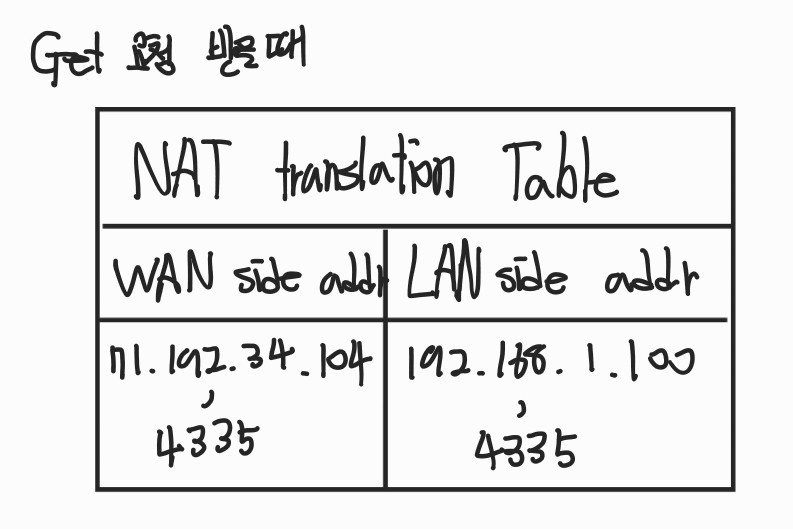 Get 요청 받을 때
NAT translation Table
WAN side addr LAN side addr
71.192.34.104 192.168.1.100
, ,
4335 4335